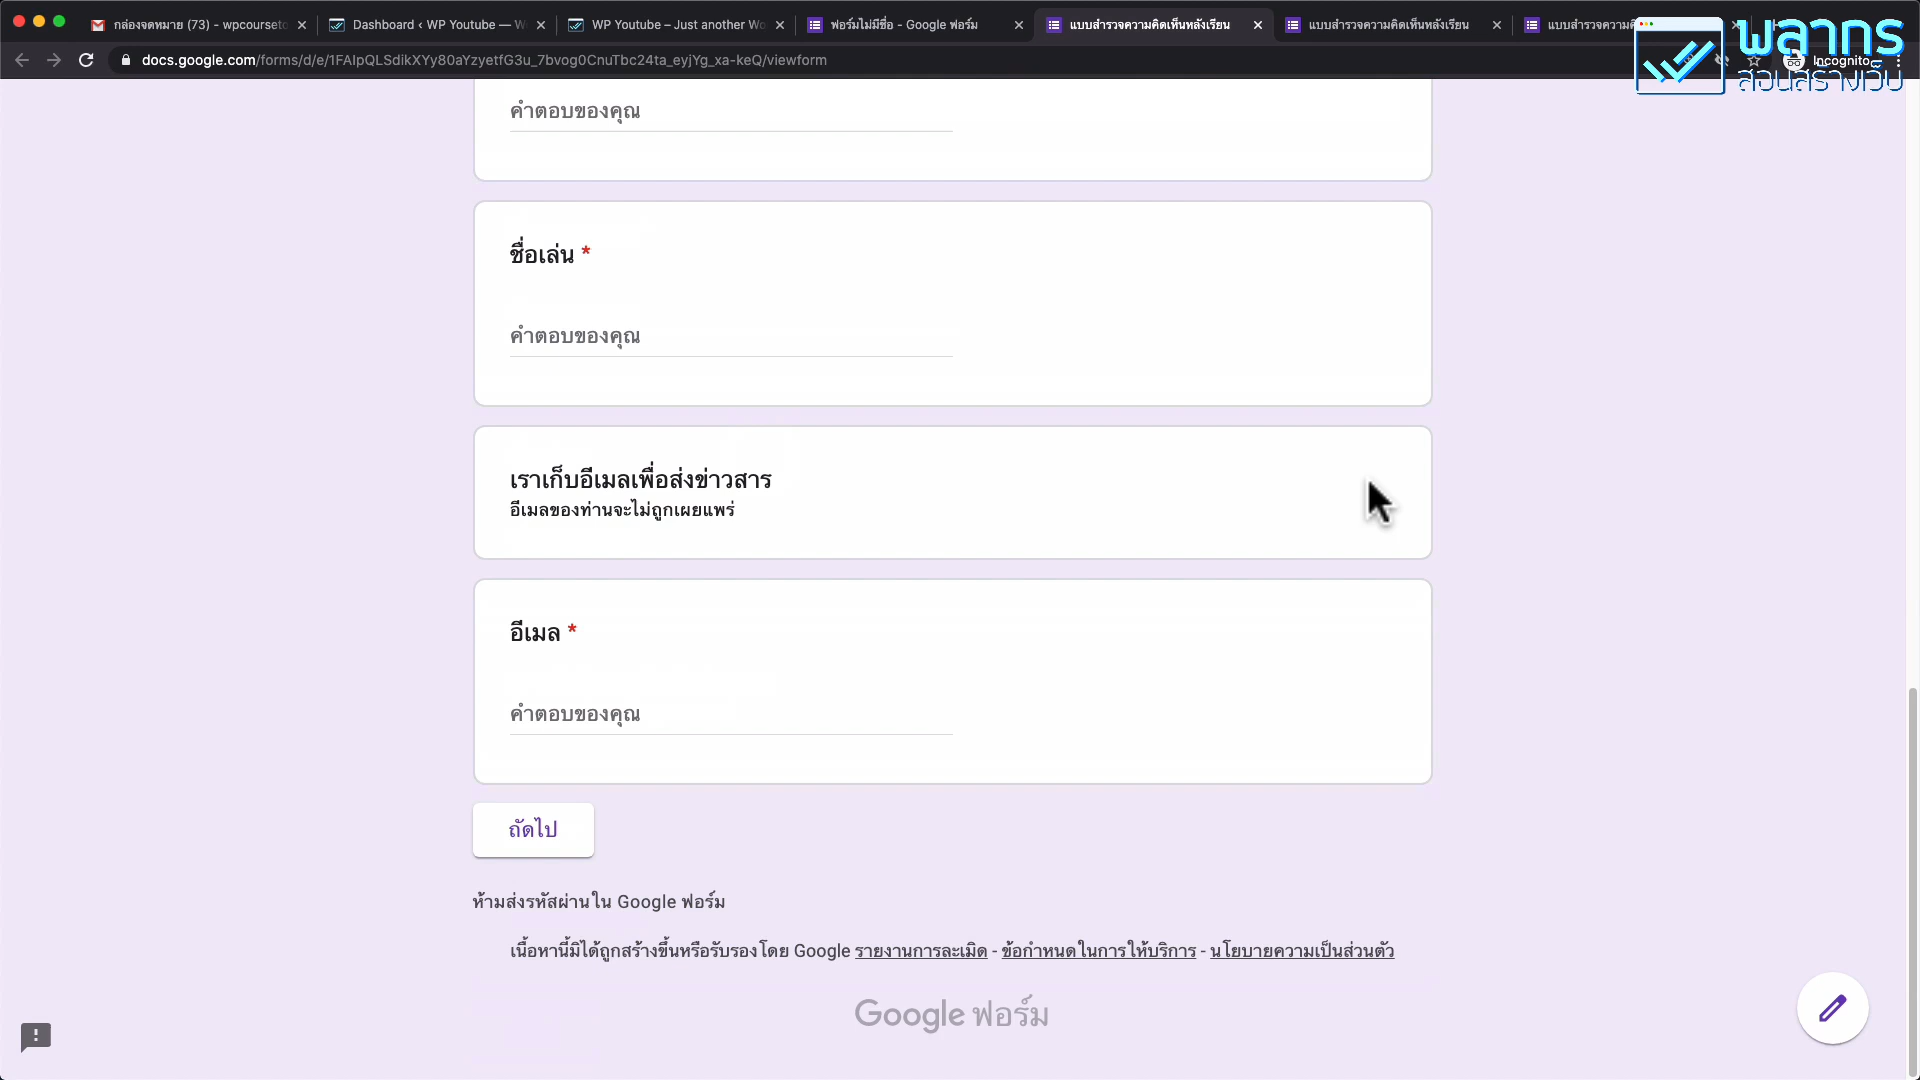 กล่องจดหมาย (73) - wpcourseto
Dashboard ‹ WP Youtube — W
WP Youtube – Just another Wo
ฟอร์มไม่มีชื่อ - Google ฟอร์ม
แบบสำรวจความคิดเห็นหลังเรียน
แบบสำรวจความคิดเห็นหลังเรียน
แบบสำรวจความคิ
พลากร
สอนสร้างเว็บ
docs.google.com/forms/d/e/1FAIpQLSdikXYy80aYzyetfG3u_7bvog0CnuTbc24ta_eyjYg_xa-keQ/viewform
Incognito
คำตอบของคุณ
ชื่อเล่น *
คำตอบของคุณ
เราเก็บอีเมลเพื่อส่งข่าวสาร
อีเมลของท่านจะไม่ถูกเผยแพร่
อีเมล *
คำตอบของคุณ
ถัดไป
ห้ามส่งรหัสผ่านใน Google ฟอร์ม
เนื้อหานี้มิได้ถูกสร้างขึ้นหรือรับรองโดย Google รายงานการละเมิด - ข้อกำหนดในการให้บริการ - นโยบายความเป็นส่วนตัว
Google ฟอร์ม